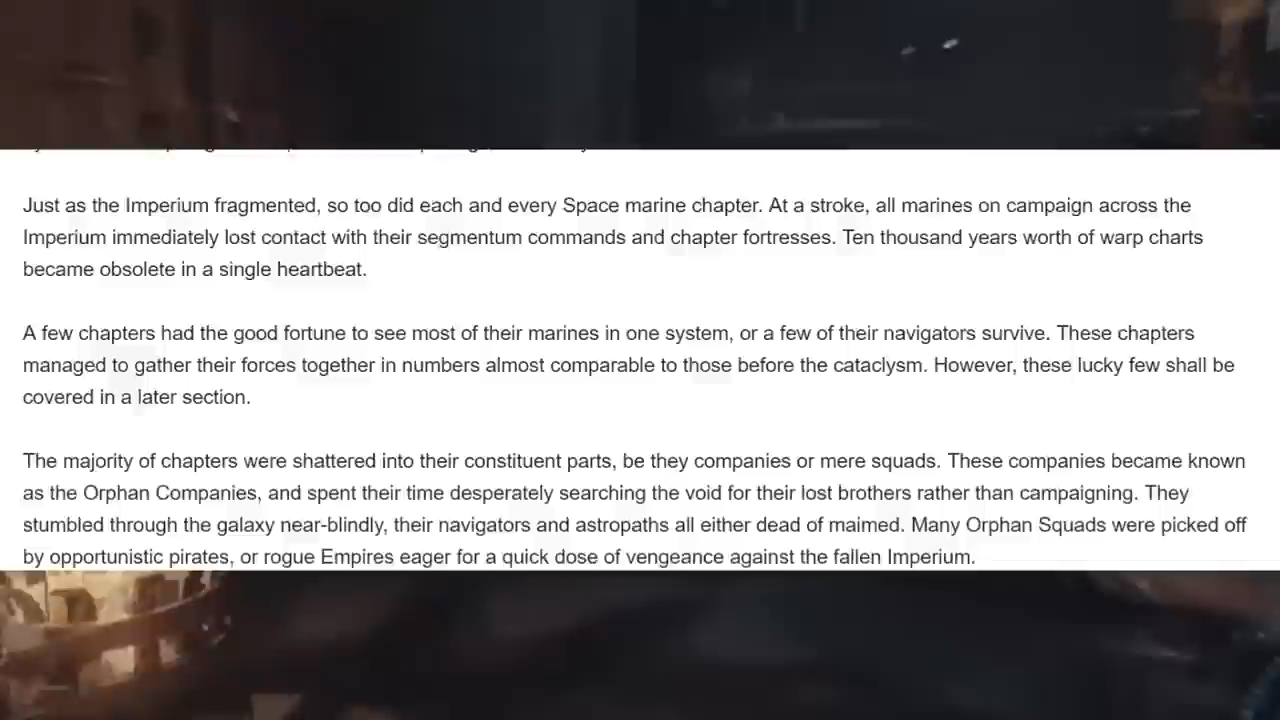 Just as the Imperium fragmented, so too did each and every Space marine chapter. At a stroke, all marines on campaign across the
Imperium immediately lost contact with their segmentum commands and chapter fortresses. Ten thousand years worth of warp charts
became obsolete in a single heartbeat.
A few chapters had the good fortune to see most of their marines in one system, or a few of their navigators survive. These chapters
managed to gather their forces together in numbers almost comparable to those before the cataclysm. However, these lucky few shall be
covered in a later section.
The majority of chapters were shattered into their constituent parts, be they companies or mere squads. These companies became known
as the Orphan Companies, and spent their time desperately searching the void for their lost brothers rather than campaigning. They
stumbled through the galaxy near-blindly, their navigators and astropaths all either dead of maimed. Many Orphan Squads were picked off
by opportunistic pirates, or rogue Empires eager for a quick dose of vengeance against the fallen Imperium.